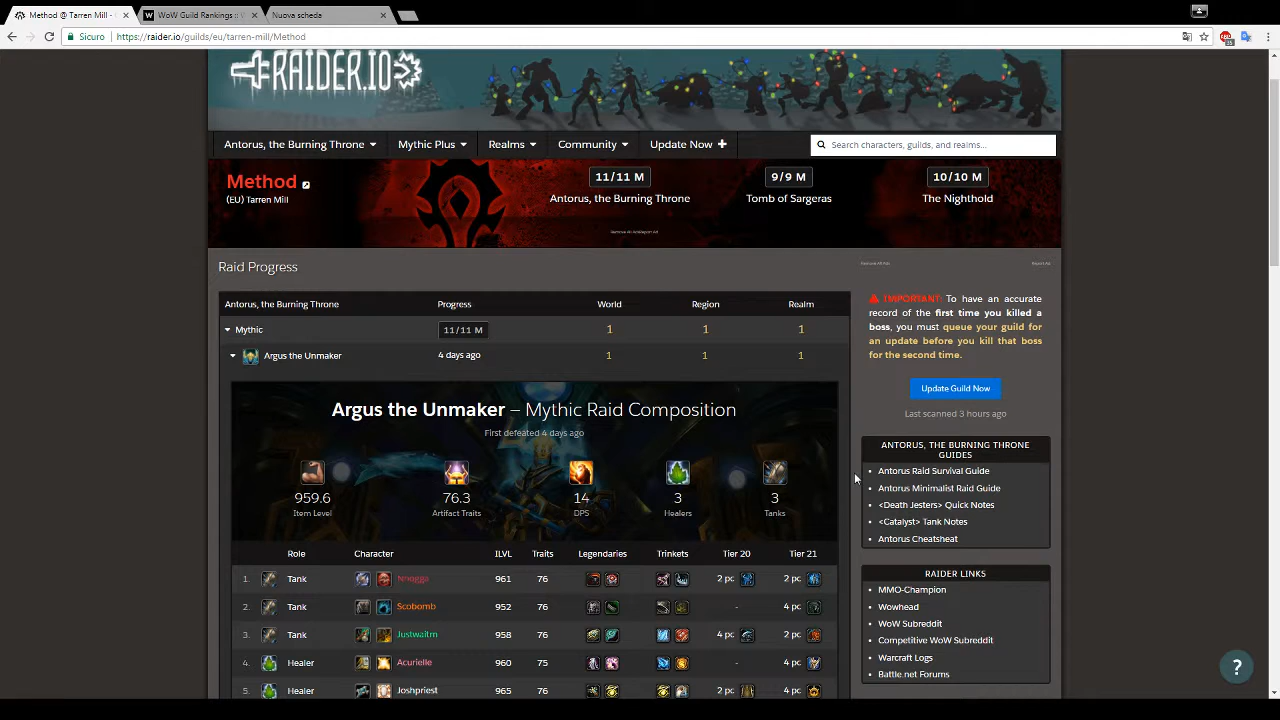 Method @ Tarren Mill -
WoW Guild Rankings ::
Nuova scheda
Sicuro
https://raider.io/guilds/eu/tarren-mill/Method
RAIDER.IO
Antorus, the Burning Throne
Mythic Plus
Realms
Community
Update Now
Search characters, guilds, and realms...
Method
(EU) Tarren Mill
11/11 M
Antorus, the Burning Throne
9/9 M
Tomb of Sargeras
10/10 M
The Nighthold
Raid Progress
Antorus, the Burning Throne Progress World Region Realm
Mythic 11/11 M 1 1 1
Argus the Unmaker 4 days ago 1 1 1
Argus the Unmaker – Mythic Raid Composition
First defeated 4 days ago
959.6 76.3 14 3 3
Item Level Artifact Traits DPS Healers Tanks
Role Character ILVL Traits Legendaries Trinkets Tier 20 Tier 21
1. Tank 961 76 2 pc 2 pc
2. Tank Scobomb 952 76 - 4 pc
3. Tank Justwaitm 958 76 4 pc 2 pc
4. Healer Acurielle 960 75 - 4 pc
5. Healer Joshpriest 965 76 2 pc 4 pc
IMPORTANT: To have an accurate
record of the first time you killed a
boss, you must queue your guild for
an update before you kill that boss
for the second time.
Update Guild Now
Last scanned 3 hours ago
ANTORUS, THE BURNING THRONE
GUIDES
Antorus Raid Survival Guide
Antorus Minimalist Raid Guide
<Death Jesters> Quick Notes
<Catalyst> Tank Notes
Antorus Cheatsheat
RAIDER LINKS
MMO-Champion
Wowhead
WoW Subreddit
Competitive WoW Subreddit
Warcraft Logs
Battle.net Forums
?